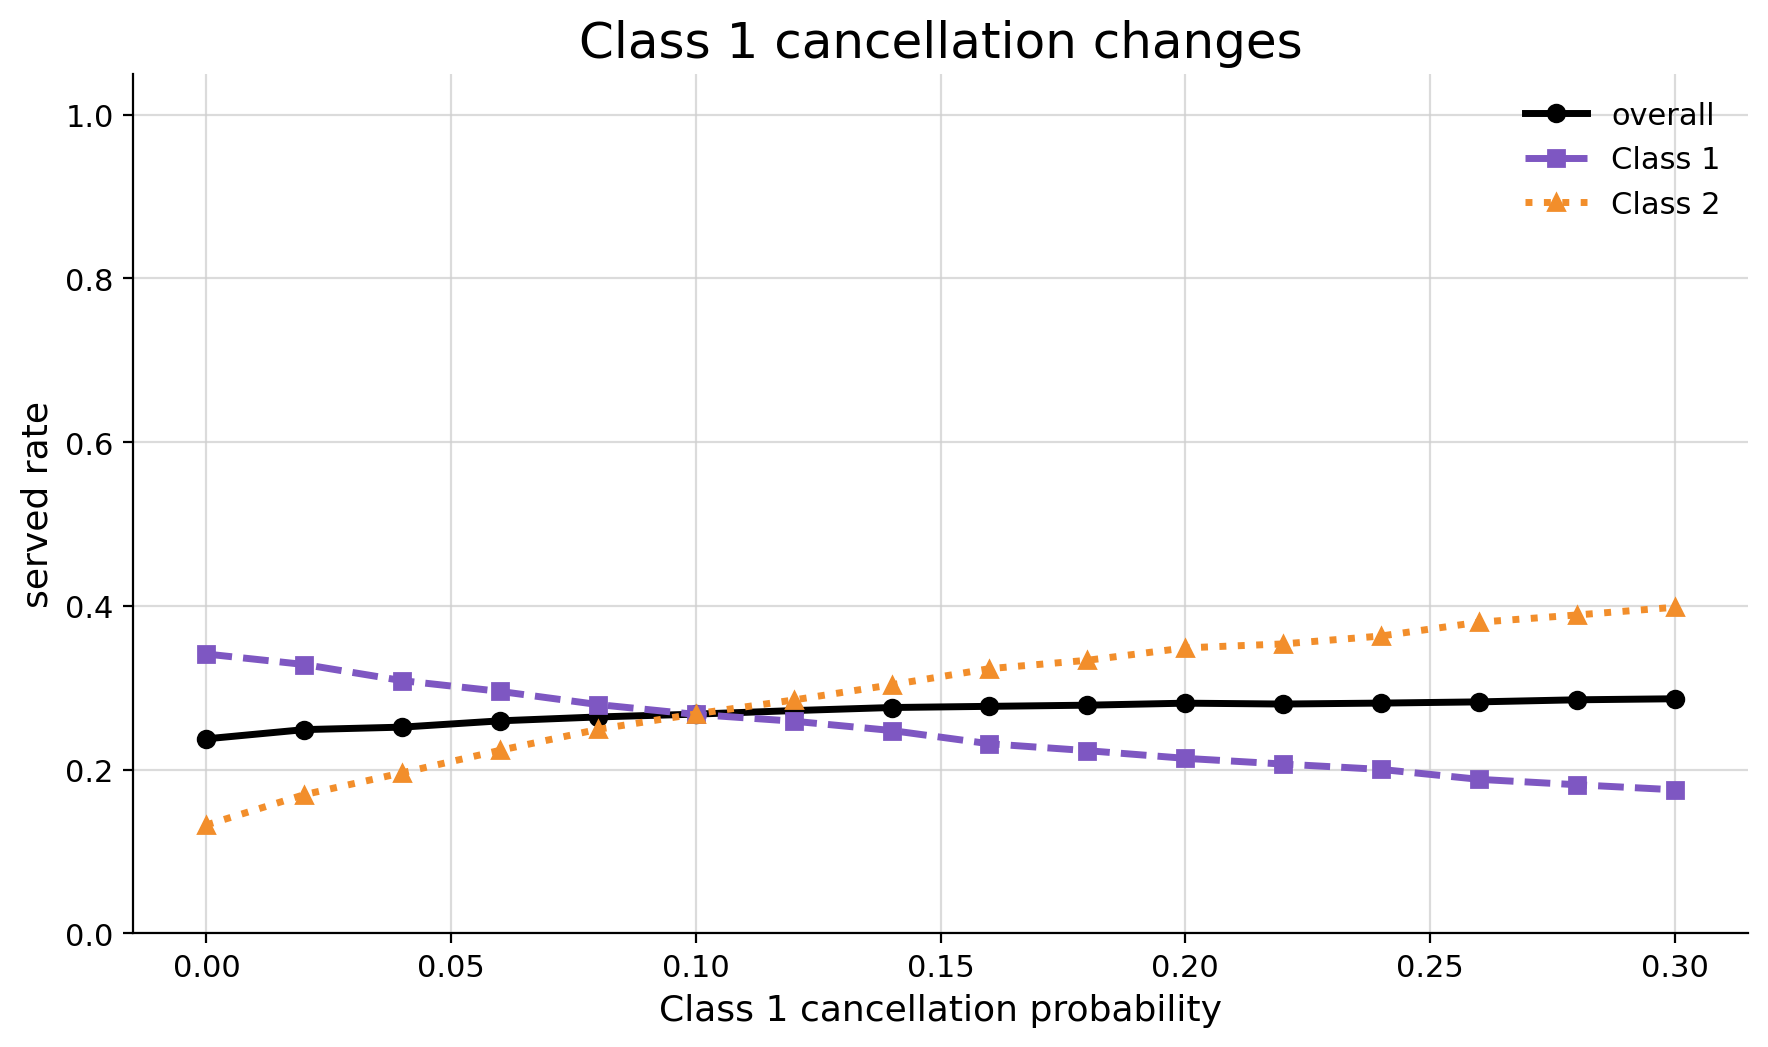 Class 1 cancellation changes
1.0
0.8
0.6
0.4
0.2
0.0
served rate
overall
Class 1
Class 2
0.00 0.05 0.10 0.15 0.20 0.25 0.30
Class 1 cancellation probability